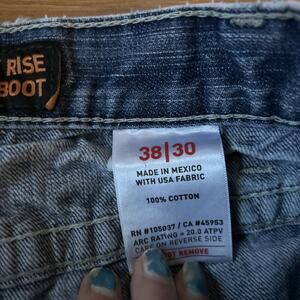 RISE
BOOT
38|30
MADE IN MEXICO
WITH USA FABRIC
100% COTTON
RN #105037 / CA #45953
ARC RATING = 20.0 ATPV
CARE ON REVERSE SIDE
NOT REMOVE